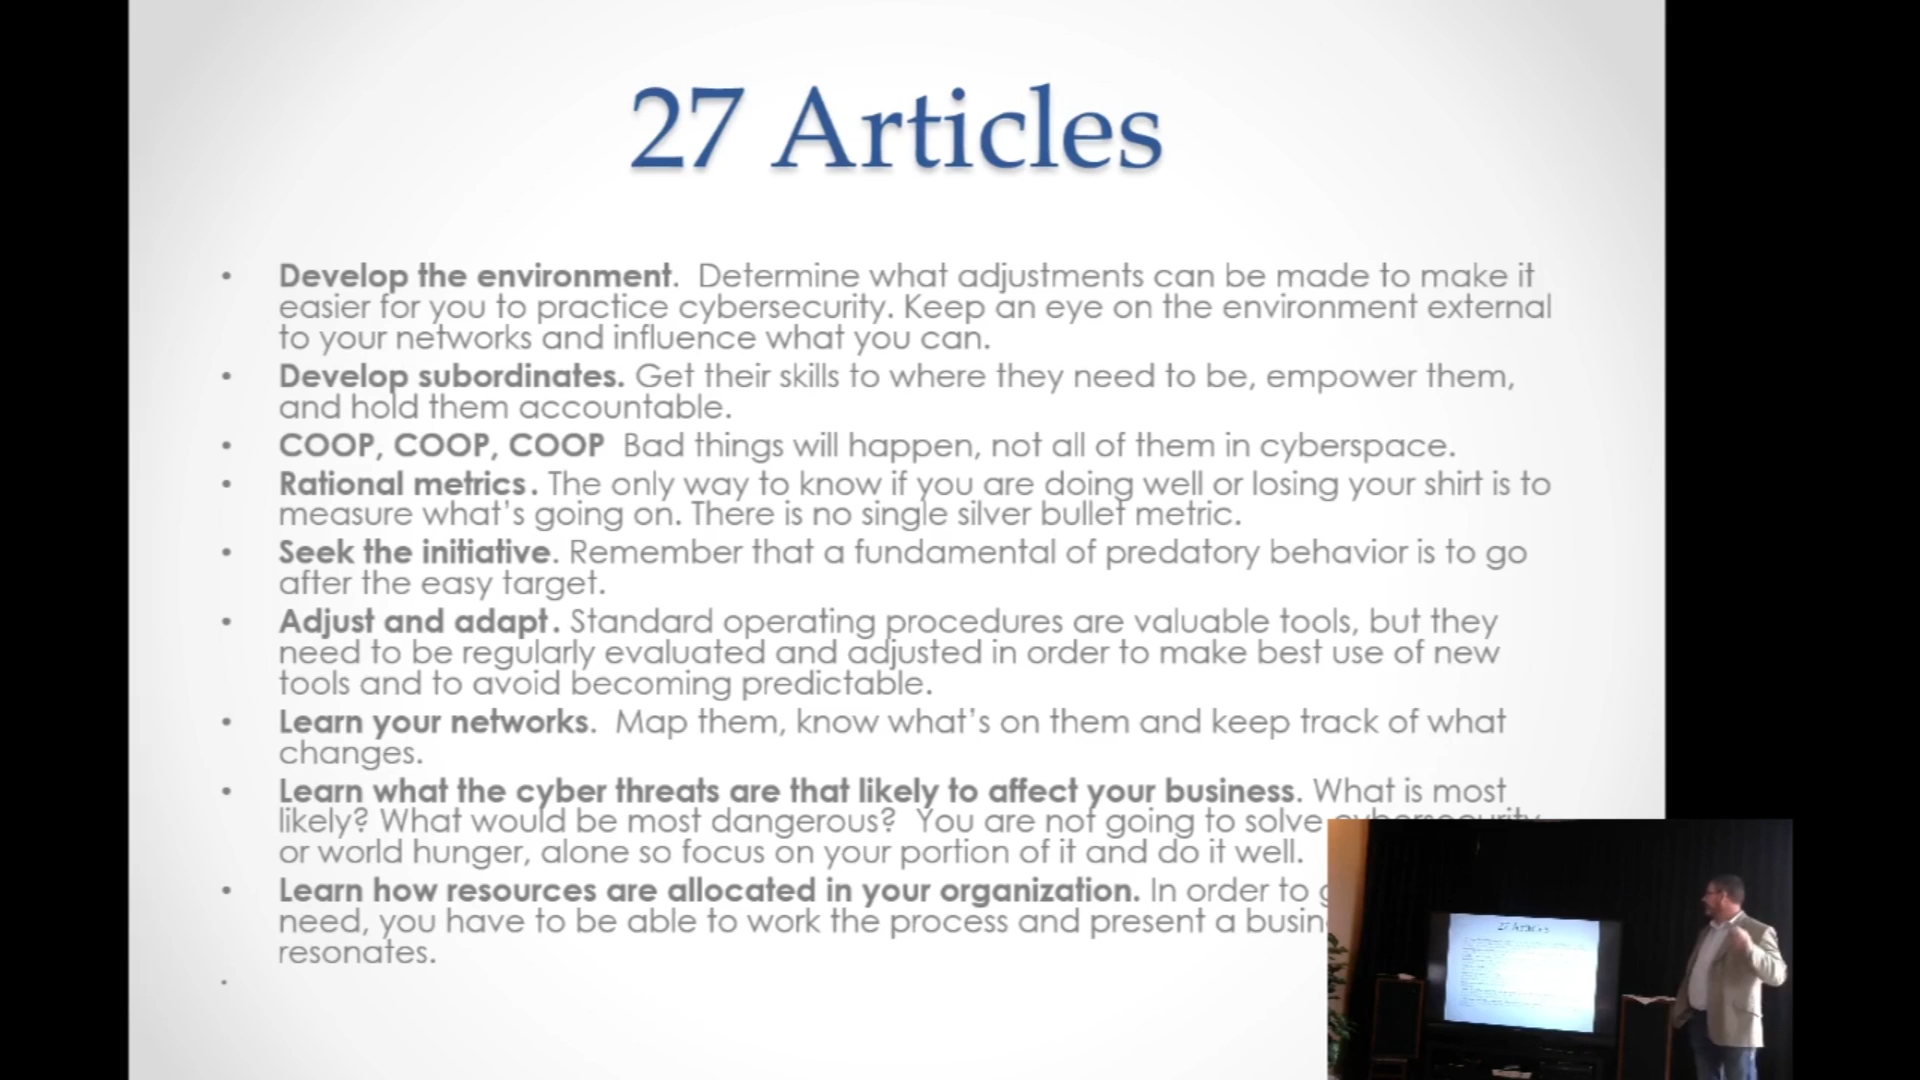 27 Articles
• Develop the environment. Determine what adjustments can be made to make it
easier for you to practice cybersecurity. Keep an eye on the environment external
to your networks and influence what you can.
• Develop subordinates. Get their skills to where they need to be, empower them,
and hold them accountable.
• COOP, COOP, COOP Bad things will happen, not all of them in cyberspace.
• Rational metrics. The only way to know if you are doing well or losing your shirt is to
measure what's going on. There is no single silver bullet metric.
• Seek the initiative. Remember that a fundamental of predatory behavior is to go
after the easy target.
• Adjust and adapt. Standard operating procedures are valuable tools, but they
need to be regularly evaluated and adjusted in order to make best use of new
tools and to avoid becoming predictable.
• Learn your networks. Map them, know what's on them and keep track of what
changes.
• Learn what the cyber threats are that likely to affect your business. What is most
likely? What would be most dangerous? You are not going to solve cybersecurity
or world hunger, alone so focus on your portion of it and do it well.
• Learn how resources are allocated in your organization. In order to
need, you have to be able to work the process and present a
resonates.
•
27 Articles